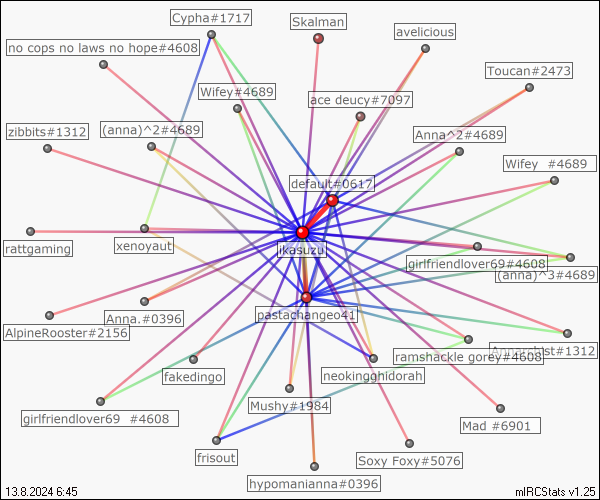 Cypha#1717
Skalman
avelicious
no cops no laws no hope#4608
Toucan#2473
Wifey#4689
ace deucy#7097
zibbits#1312
(anna)^2#4689
Anna^2#4689
Wifey #4689
default#0617
rattgaming
xenoyaut
ikasuzu
girlfriendlover69#4608
(anna)^3#4689
AlpineRooster#2156
Anna.#0396
pastachangeo41
ramshackle gorey#4608
Annarchist#1312
fakedingo
neokingghidorah
girlfriendlover69 #4608
Mushy#1984
Mad #6901
frisout
Soxy Foxy#5076
hypomanianna#0396
13.8.2024 6:45
mIRCStats v1.25